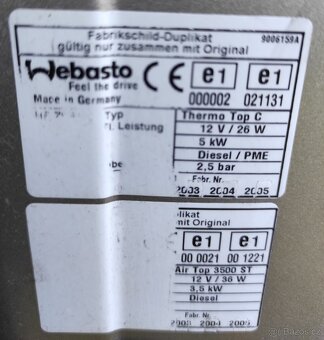 Fabrikschild-Duplikat 9006159A
gültig nur zusammen mit Original
Webasto CE e1 e1
Feel the drive 000002 021131
Made in Germany
Typ Thermo Top C
Leistung 12 V / 26 W
5 kW
Diesel / PME
2,5 bar
Fabr. Nr.
2003 2004 2005
plikat
mit Original
e1 e1
00 0021 00 1221
Air Top 3500 ST
12 V / 36 W
3,5 kW
Diesel
Fabr. Nr.
2003 2004 2005